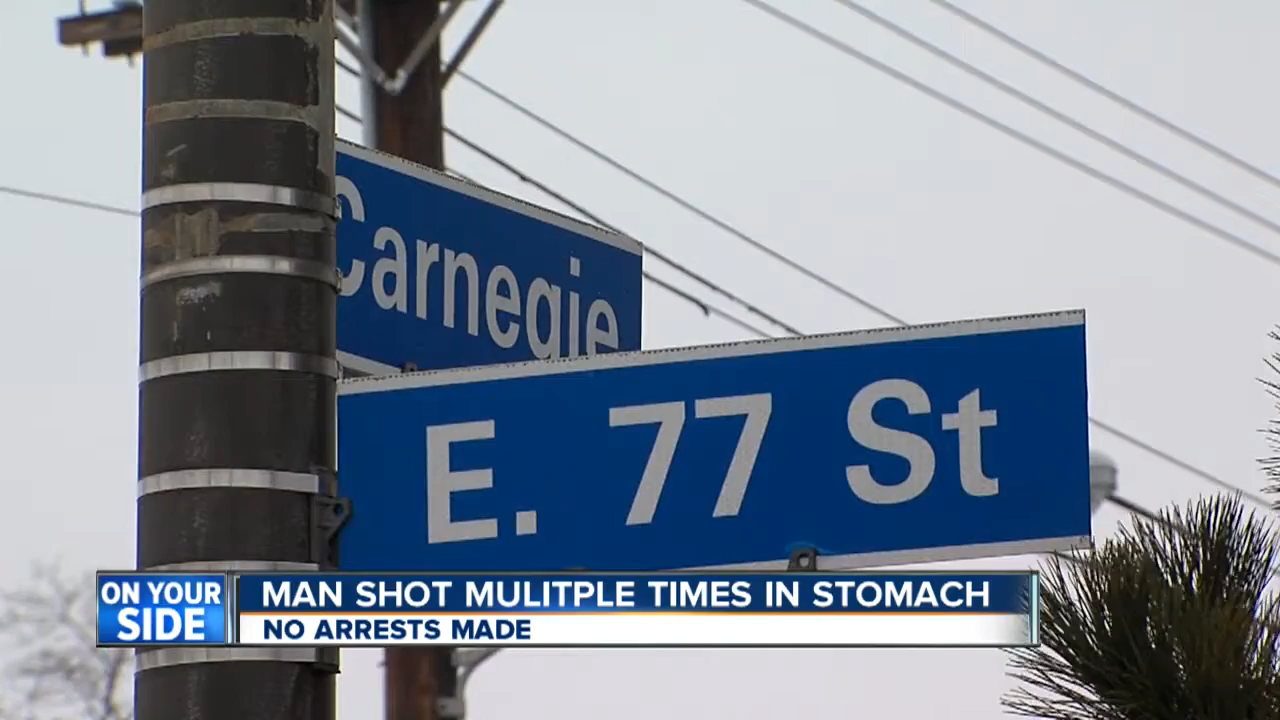 Carnegie
E. 77 St
ON YOUR
SIDE
MAN SHOT MULITPLE TIMES IN STOMACH
NO ARRESTS MADE